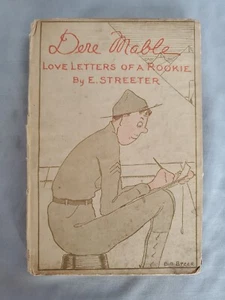 Dere Mable
LOVE LETTERS OF A ROOKIE
By E. STREETER